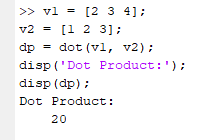 >> v1 = [2 3 4];
v2 = [1 2 3];
dp = dot(v1, v2);
disp('Dot Product:');
disp(dp);
Dot Product:
20